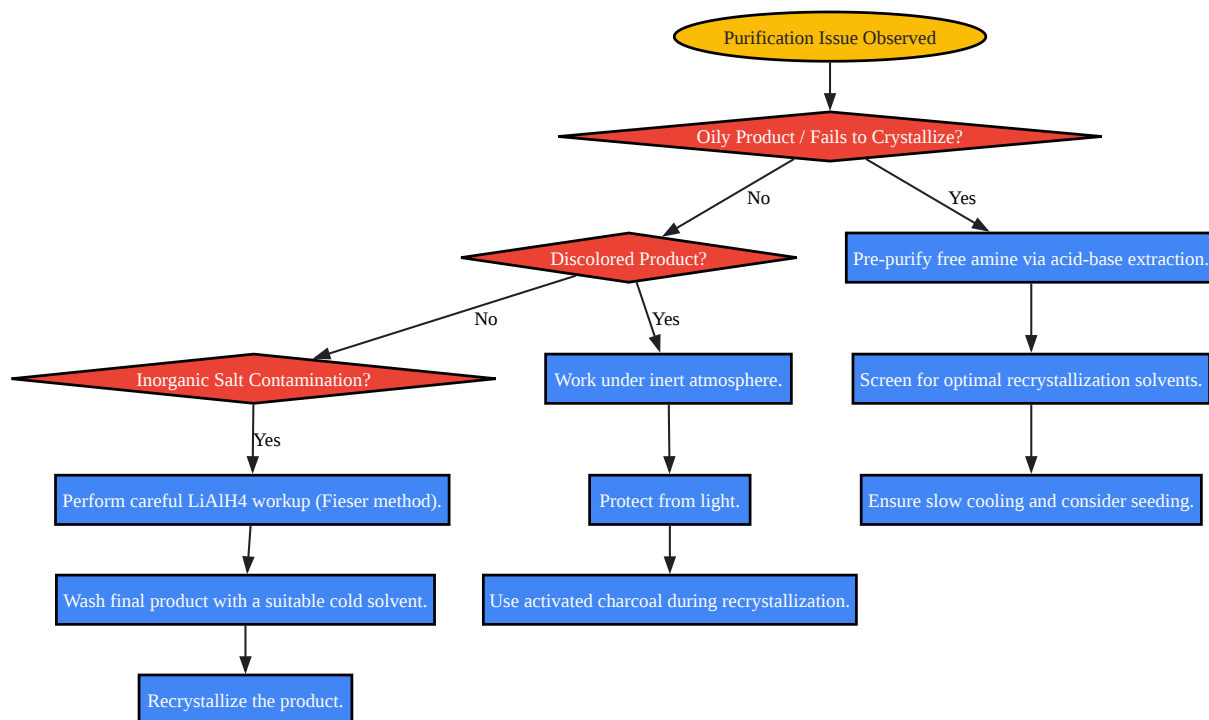 Purification Issue Observed
Oily Product / Fails to Crystallize?
No
Yes
Discolored Product?
Pre-purify free amine via acid-base extraction.
No
Yes
Inorganic Salt Contamination?
Work under inert atmosphere.
Screen for optimal recrystallization solvents.
Yes
Perform careful LiAlH4 workup (Fieser method).
Protect from light.
Ensure slow cooling and consider seeding.
Wash final product with a suitable cold solvent.
Use activated charcoal during recrystallization.
Recrystallize the product.